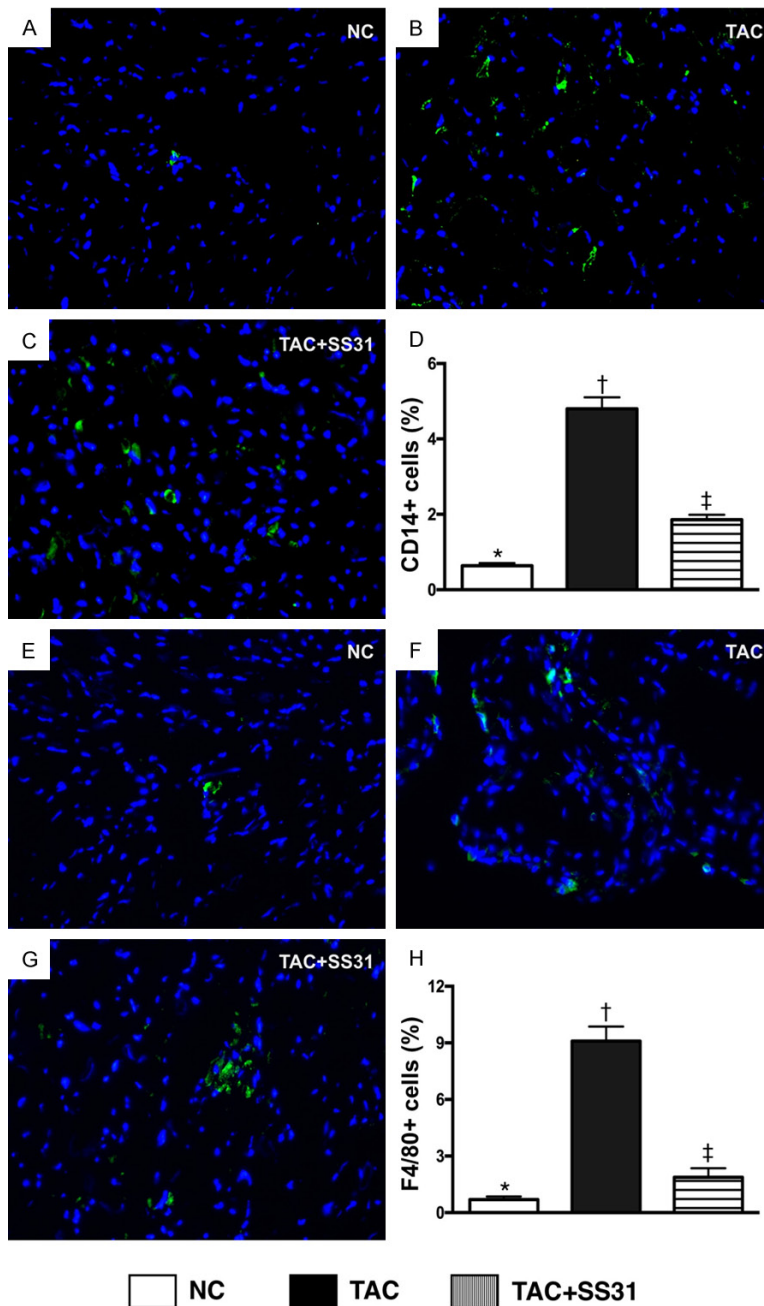 A
NC
B
TAC
C
TAC+SS31
D
CD14+ cells (%)
6
4
2
0
*
†
‡
E
NC
F
TAC
G
TAC+SS31
H
F4/80+ cells (%)
12
9
6
3
0
*
†
‡
NC TAC TAC+SS31